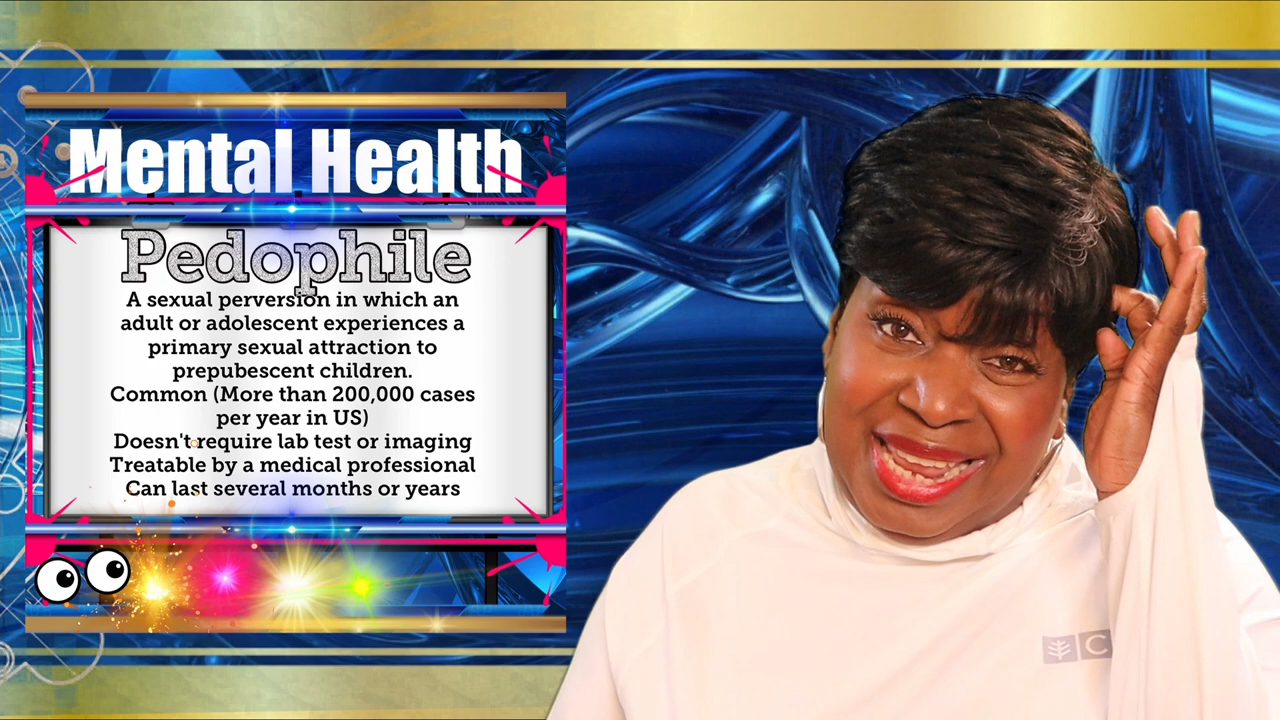 Mental Health
Pedophile
A sexual perversion in which an
adult or adolescent experiences a
primary sexual attraction to
prepubescent children.
Common (More than 200,000 cases
per year in US)
Doesn't require lab test or imaging
Treatable by a medical professional
Can last several months or years
C